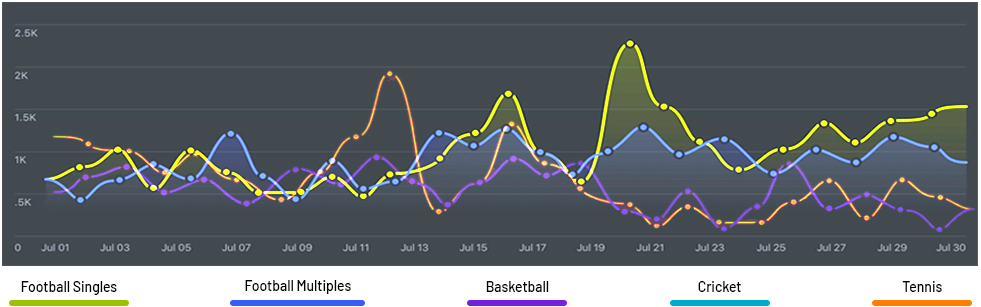 2.5K
2K
1.5K
1K
.5K
0 Jul 01 Jul 03 Jul 05 Jul 07 Jul 09 Jul 11 Jul 13 Jul 15 Jul 17 Jul 19 Jul 21 Jul 23 Jul 25 Jul 27 Jul 29 Jul 30
Football Singles Football Multiples Basketball Cricket Tennis